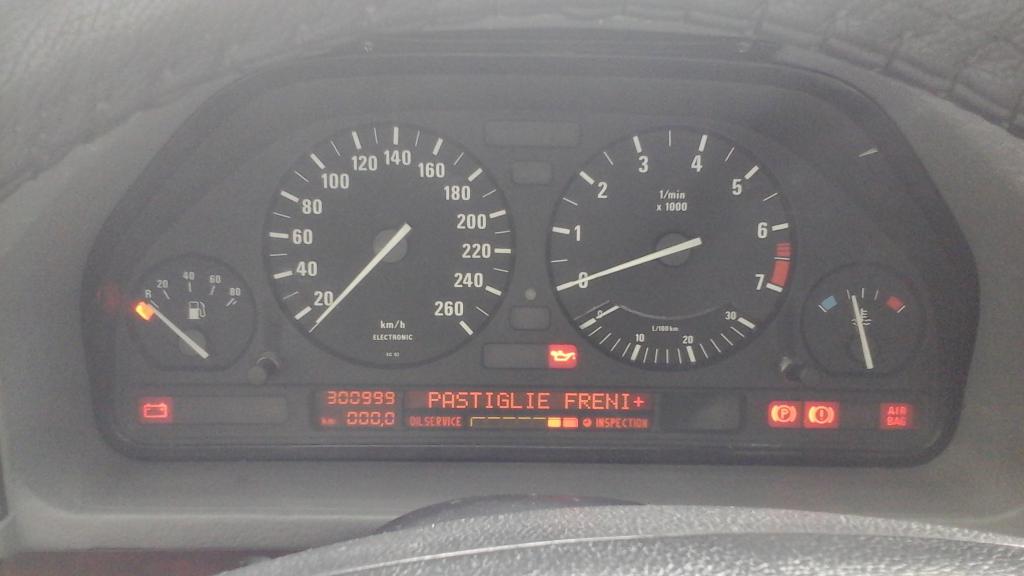 120 140 160
100 180
80 200
60 220
40 240
20 260
km/h
ELECTRONIC
3 4
2 5
1 6
0 7
1/min
x 1000
0 10 20 30
L/100km
R 20 40 60 80
300999
km 000,0
PASTIGLIE FRENI+
OILSERVICE INSPECTION
P
!
AIR
BAG